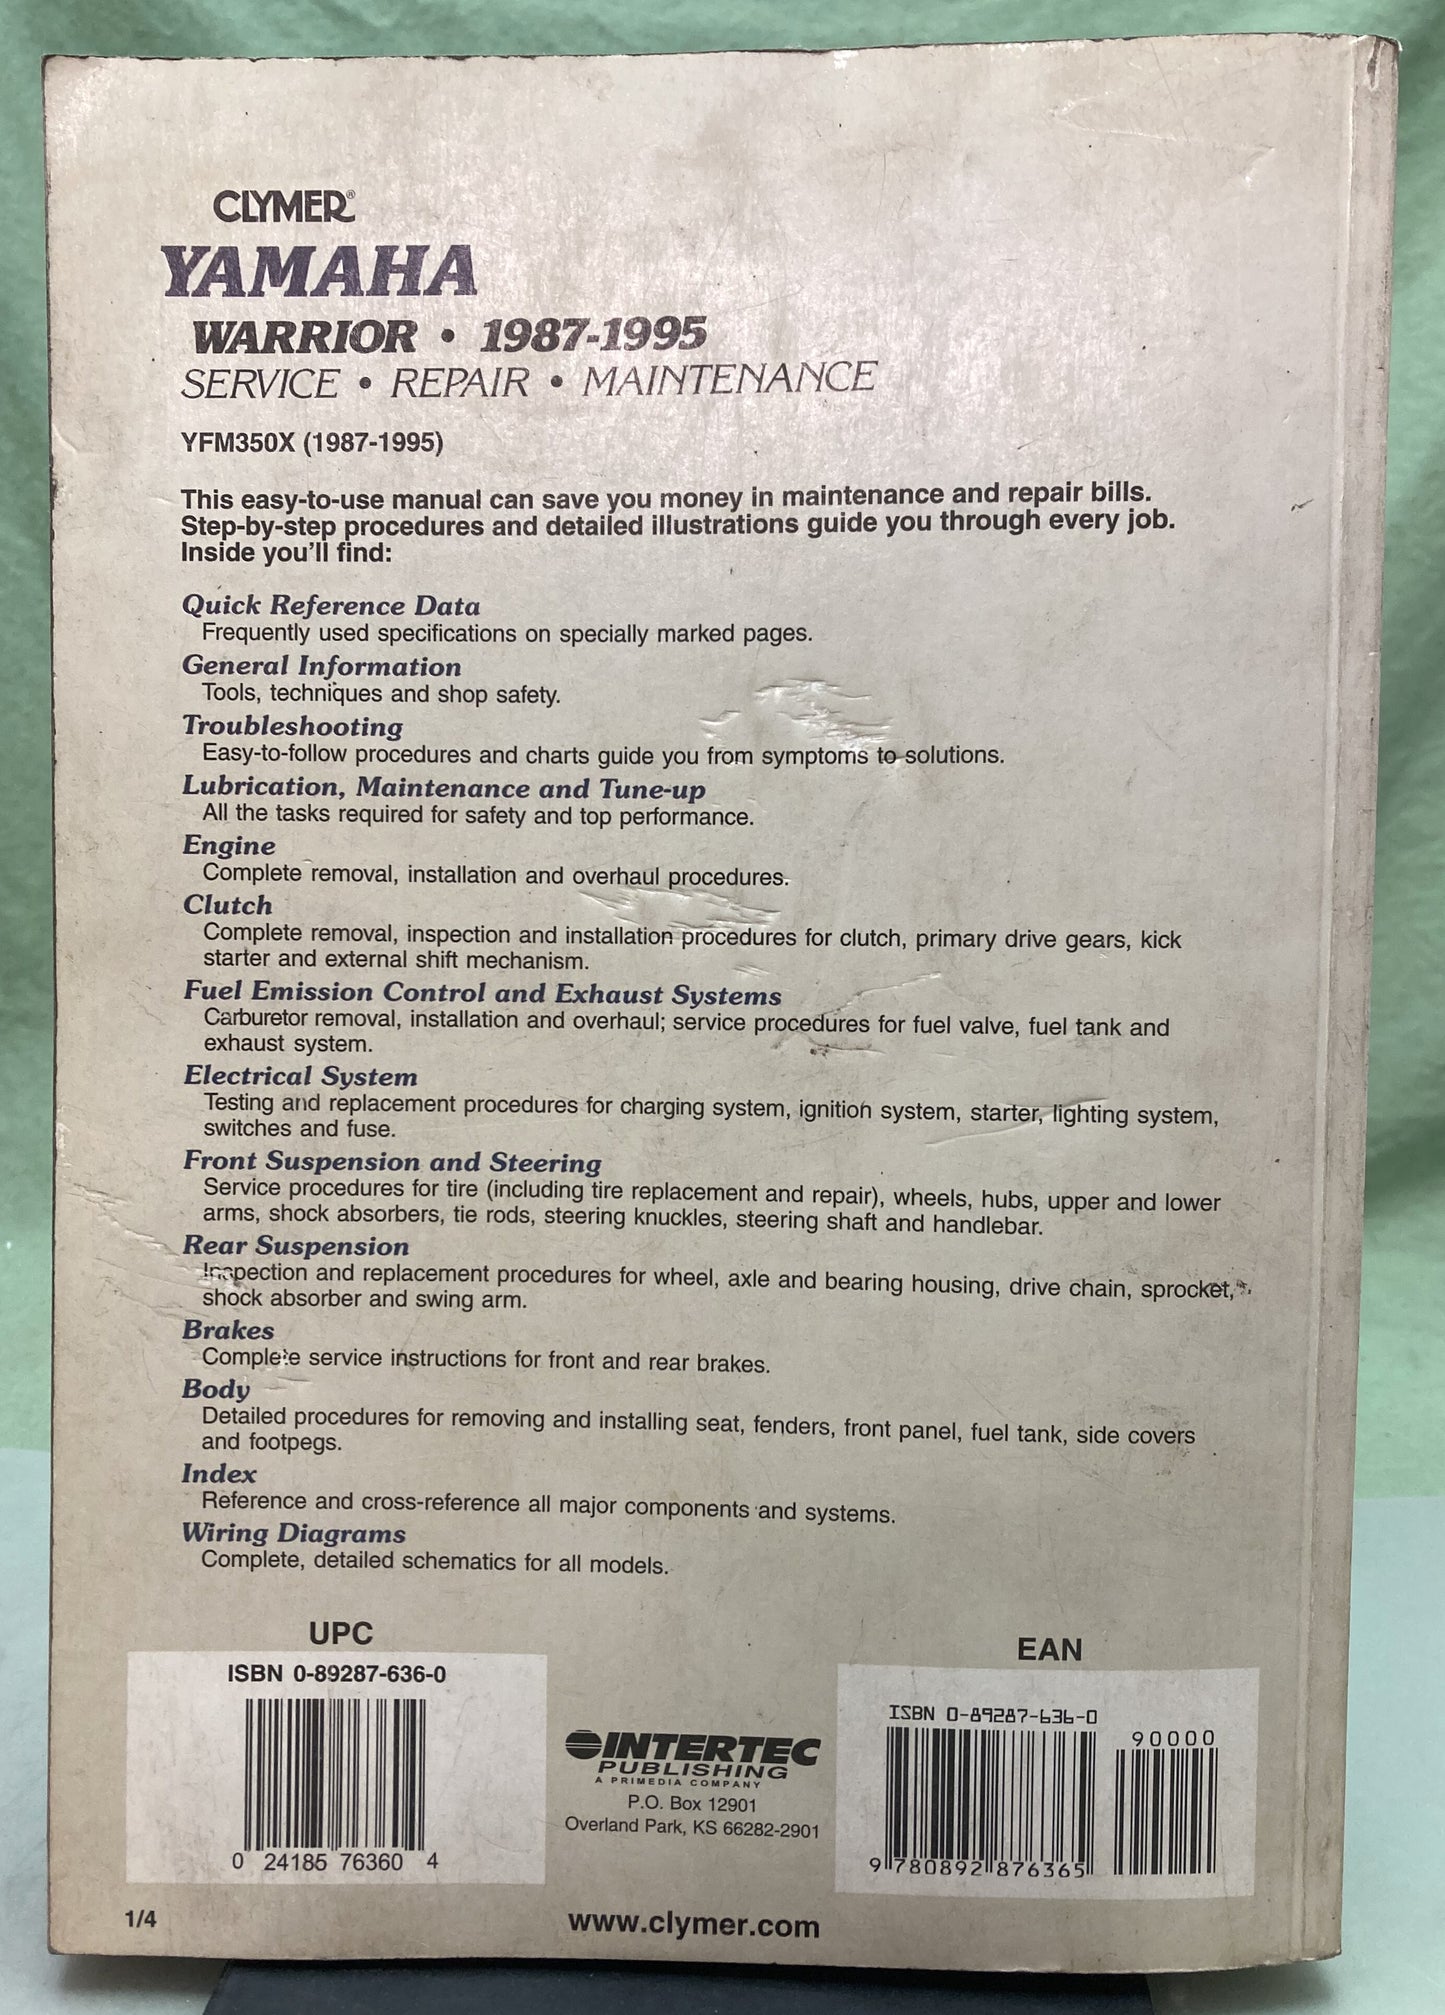 CLYMER®
YAMAHA
WARRIOR • 1987-1995
SERVICE • REPAIR • MAINTENANCE
YFM350X (1987-1995)
This easy-to-use manual can save you money in maintenance and repair bills.
Step-by-step procedures and detailed illustrations guide you through every job.
Inside you'll find:
Quick Reference Data
Frequently used specifications on specially marked pages.
General Information
Tools, techniques and shop safety.
Troubleshooting
Easy-to-follow procedures and charts guide you from symptoms to solutions.
Lubrication, Maintenance and Tune-up
All the tasks required for safety and top performance.
Engine
Complete removal, installation and overhaul procedures.
Clutch
Complete removal, inspection and installation procedures for clutch, primary drive gears, kick
starter and external shift mechanism.
Fuel Emission Control and Exhaust Systems
Carburetor removal, installation and overhaul; service procedures for fuel valve, fuel tank and
exhaust system.
Electrical System
Testing and replacement procedures for charging system, ignition system, starter, lighting system,
switches and fuse.
Front Suspension and Steering
Service procedures for tire (including tire replacement and repair), wheels, hubs, upper and lower
arms, shock absorbers, tie rods, steering knuckles, steering shaft and handlebar.
Rear Suspension
Inspection and replacement procedures for wheel, axle and bearing housing, drive chain, sprocket,
shock absorber and swing arm.
Brakes
Complete service instructions for front and rear brakes.
Body
Detailed procedures for removing and installing seat, fenders, front panel, fuel tank, side covers
and footpegs.
Index
Reference and cross-reference all major components and systems.
Wiring Diagrams
Complete, detailed schematics for all models.
UPC
ISBN 0-89287-636-0
0 24185 76360 4
INTERTEC
PUBLISHING
A PRIMEDIA COMPANY
P.O. Box 12901
Overland Park, KS 66282-2901
EAN
ISBN 0-89287-636-0
90000
9 780892 876365
1/4
www.clymer.com